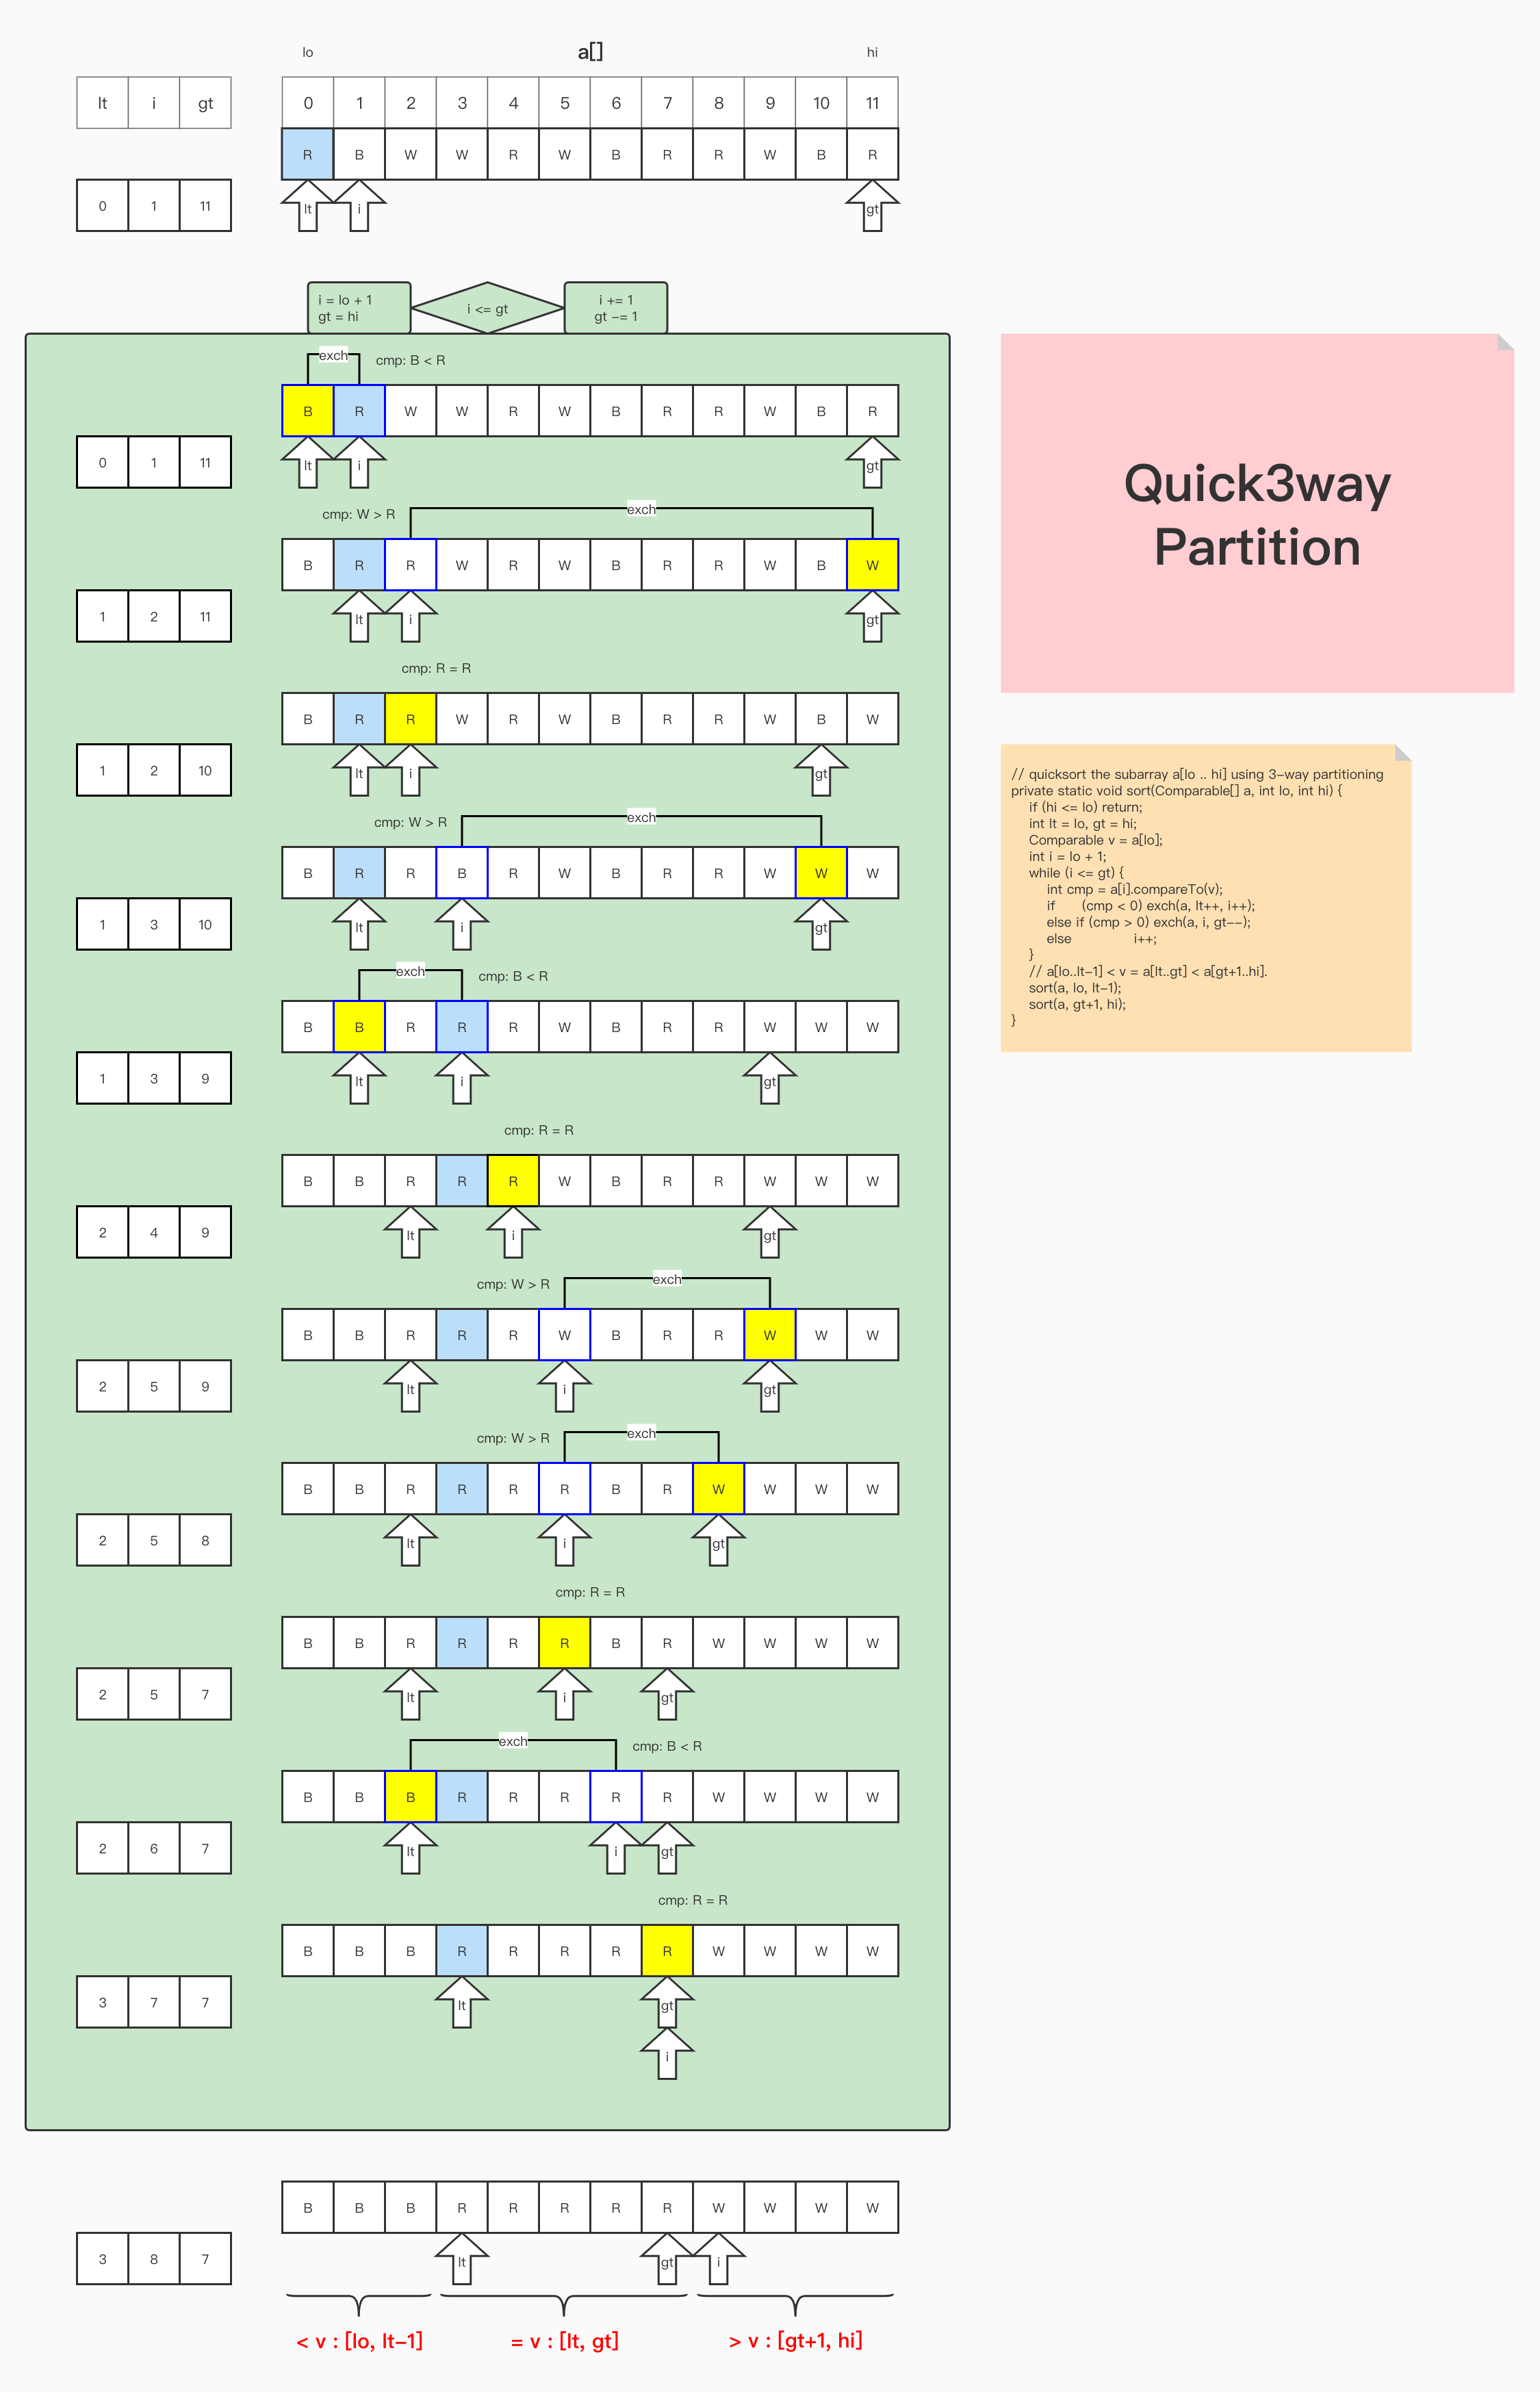 lo a[] hi
lt i gt 0 1 2 3 4 5 6 7 8 9 10 11
R B W W R W B R R W B R
0 1 11 lt i gt
i = lo + 1
gt = hi
i <= gt
i += 1
gt -= 1
exch cmp: B < R
B R W W R W B R R W B R
0 1 11 lt i gt
cmp: W > R exch
B R R W R W B R R W B W
1 2 11 lt i gt
cmp: R = R
B R R W R W B R R W B W
1 2 10 lt i gt
cmp: W > R exch
B R R B R W B R R W W W
1 3 10 lt i gt
exch cmp: B < R
B B R R R W B R R W W W
1 3 9 lt i gt
cmp: R = R
B B R R R W B R R W W W
2 4 9 lt i gt
cmp: W > R exch
B B R R R W B R R W W W
2 5 9 lt i gt
cmp: W > R exch
B B R R R R B R W W W W
2 5 8 lt i gt
cmp: R = R
B B R R R R B R W W W W
2 5 7 lt i gt
exch cmp: B < R
B B B R R R R R W W W W
2 6 7 lt i gt
cmp: R = R
B B B R R R R R W W W W
3 7 7 lt gt
i
B B B R R R R R W W W W
3 8 7 lt gt i
< v : [lo, lt-1] = v : [lt, gt] > v : [gt+1, hi]
Quick3way
Partition
// quicksort the subarray a[lo .. hi] using 3-way partitioning
private static void sort(Comparable[] a, int lo, int hi) {
if (hi <= lo) return;
int lt = lo, gt = hi;
Comparable v = a[lo];
int i = lo + 1;
while (i <= gt) {
int cmp = a[i].compareTo(v);
if (cmp < 0) exch(a, lt++, i++);
else if (cmp > 0) exch(a, i, gt--);
else i++;
}
// a[lo..lt-1] < v = a[lt..gt] < a[gt+1..hi].
sort(a, lo, lt-1);
sort(a, gt+1, hi);
}